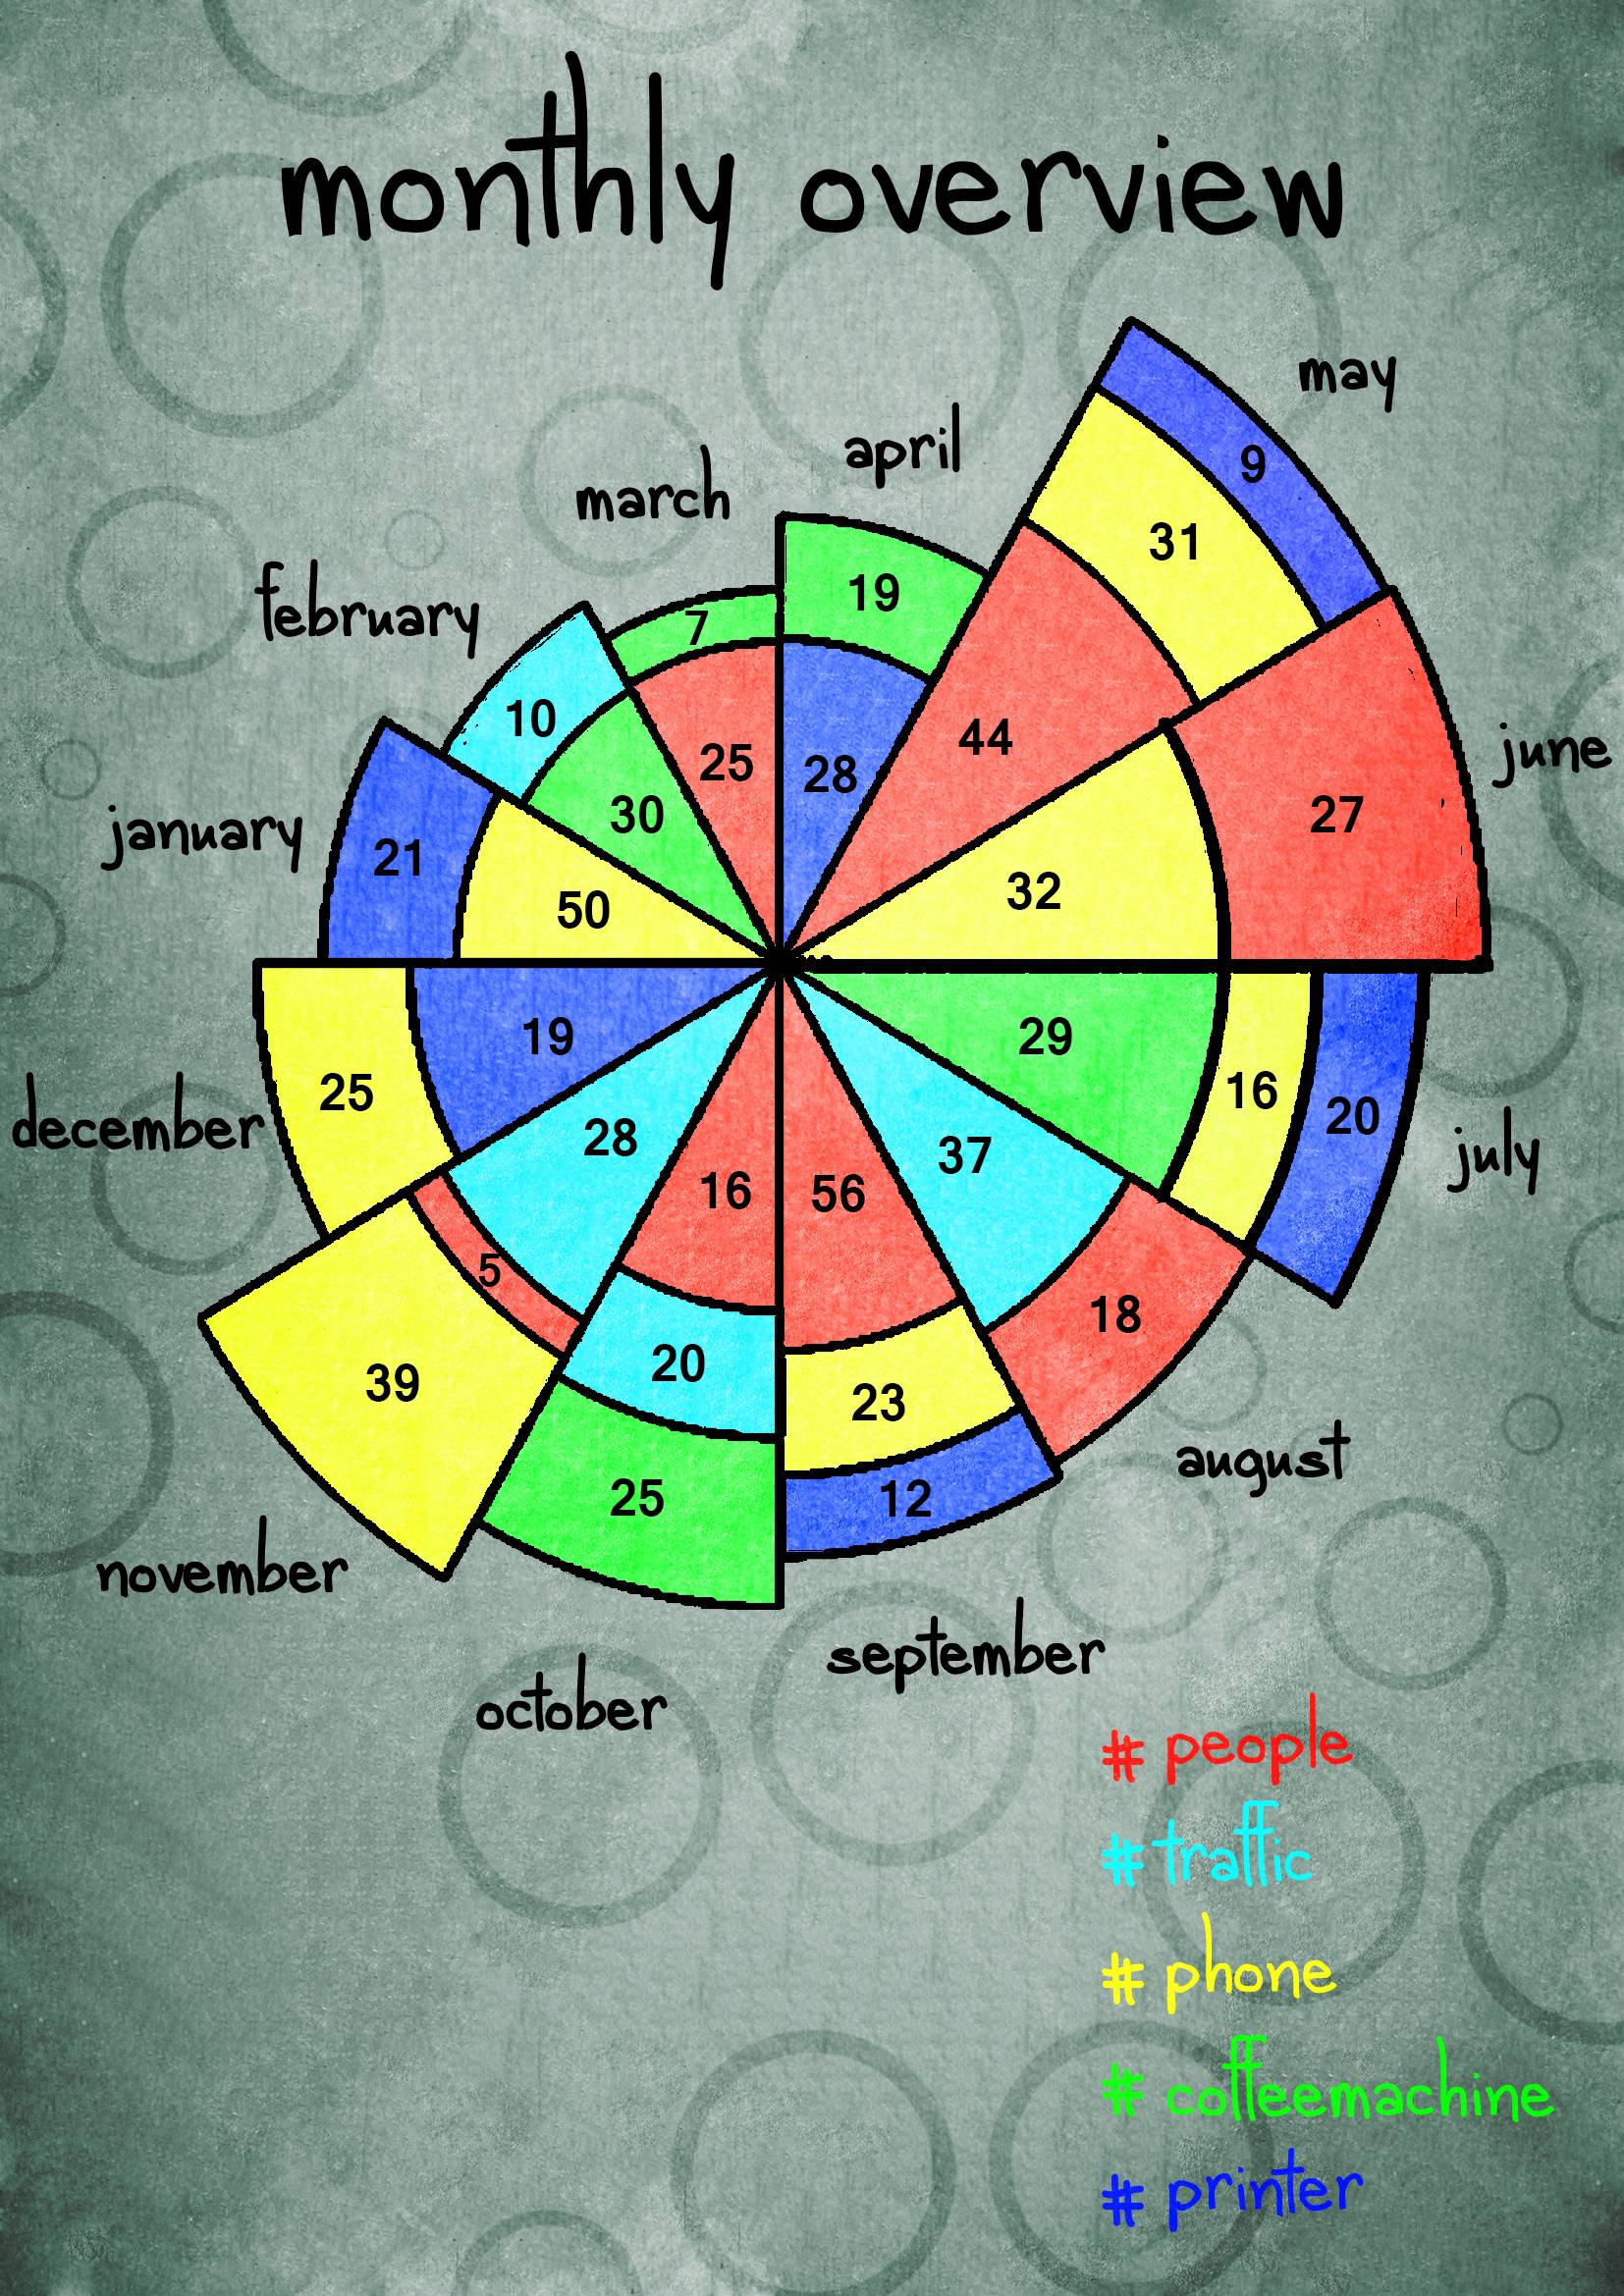 monthly overview
may
9
april
31
march
february
19
7
june
10
44
25
28
27
january
30
21
32
50
29
19
16
25
20
december
28
37
july
16
56
5
18
20
39
23
august
25
12
november
september
october
# people
# traffic
# phone
# coffeemachine
# printer